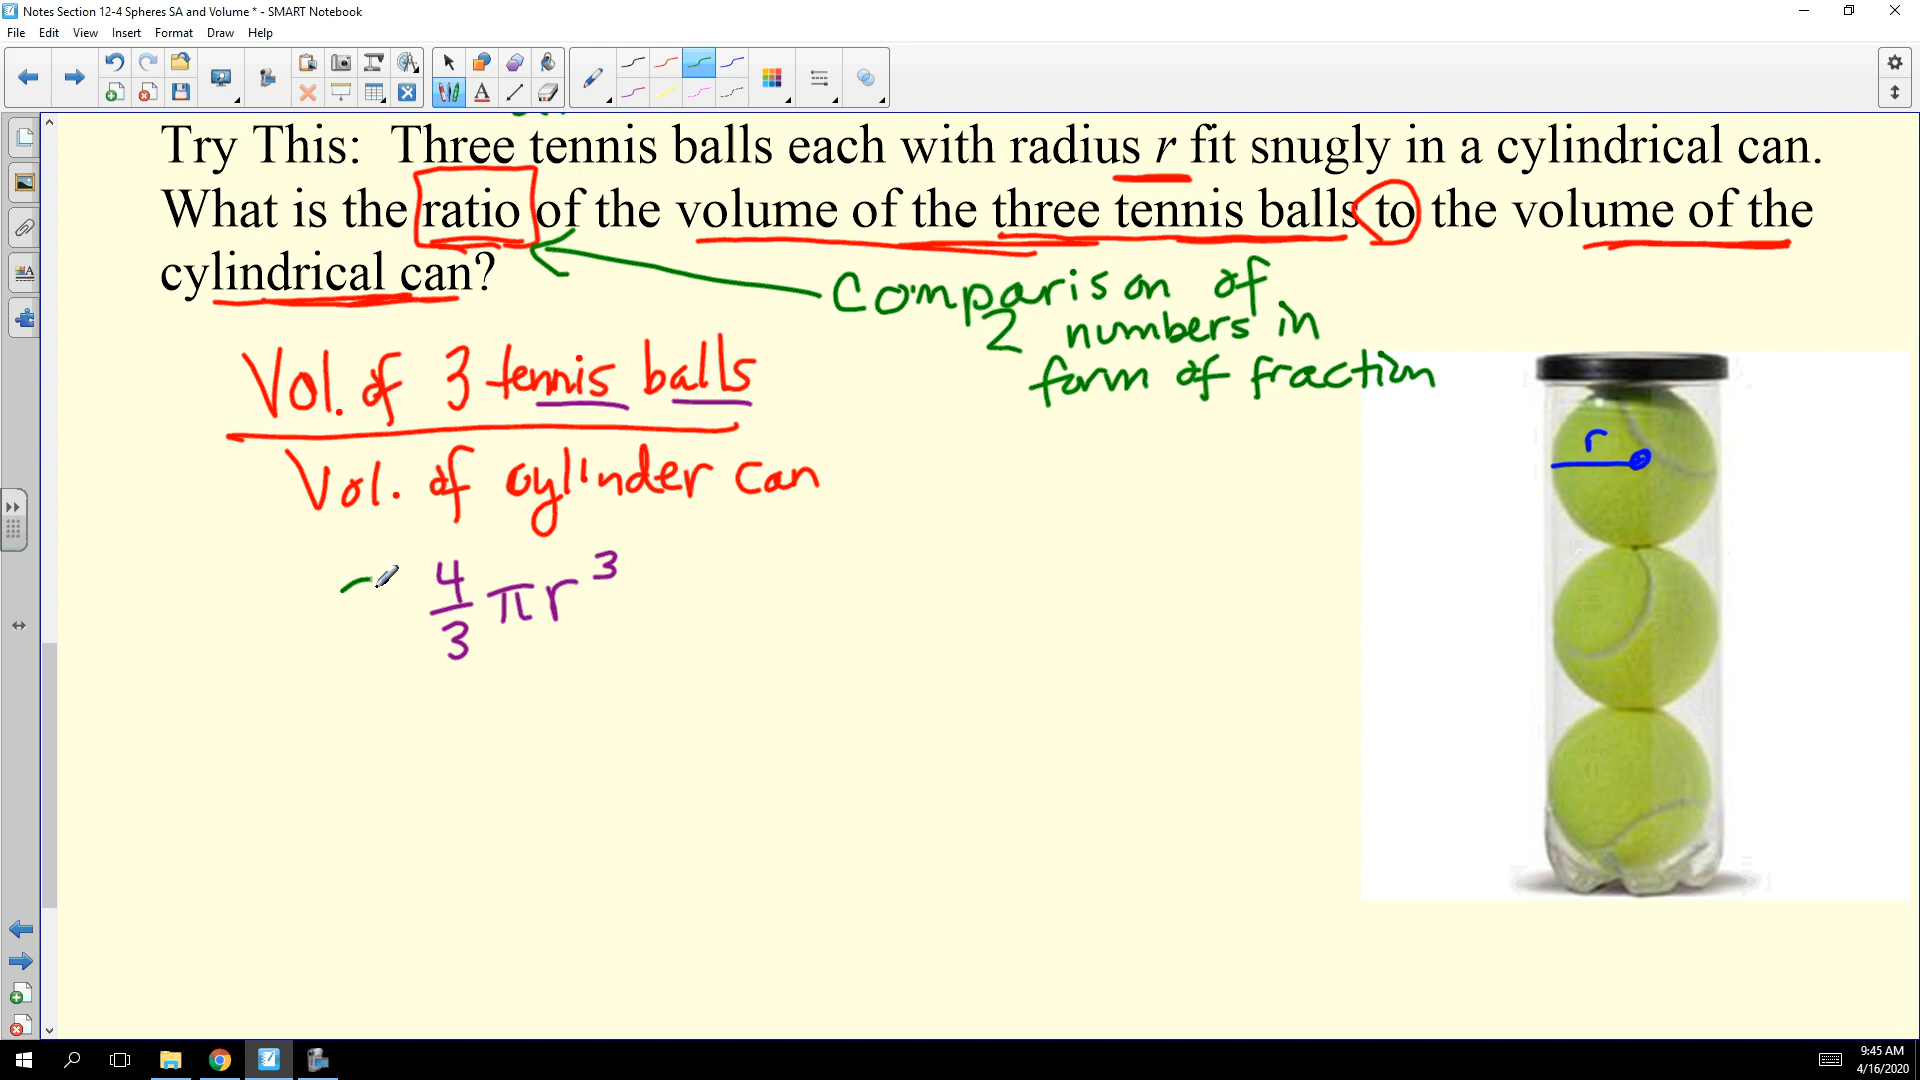 Notes Section 12-4 Spheres SA and Volume * - SMART Notebook
File Edit View Insert Format Draw Help
Try This: Three tennis balls each with radius r fit snugly in a cylindrical can.
What is the ratio of the volume of the three tennis balls to the volume of the
cylindrical can?
Comparison of
2 numbers in
form of fraction
Vol. of 3 tennis balls
Vol. of cylinder can
r
4/3 πr³
9:45 AM
4/16/2020